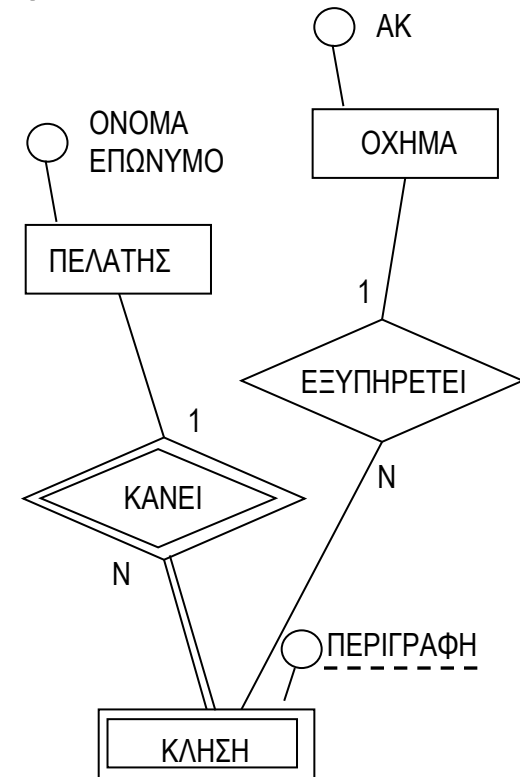 ΑΚ
ΟΝΟΜΑ
ΕΠΩΝΥΜΟ
ΟΧΗΜΑ
ΠΕΛΑΤΗΣ
1
ΕΞΥΠΗΡΕΤΕΙ
1
ΚΑΝΕΙ
Ν
Ν
ΠΕΡΙΓΡΑΦΗ
ΚΛΗΣΗ